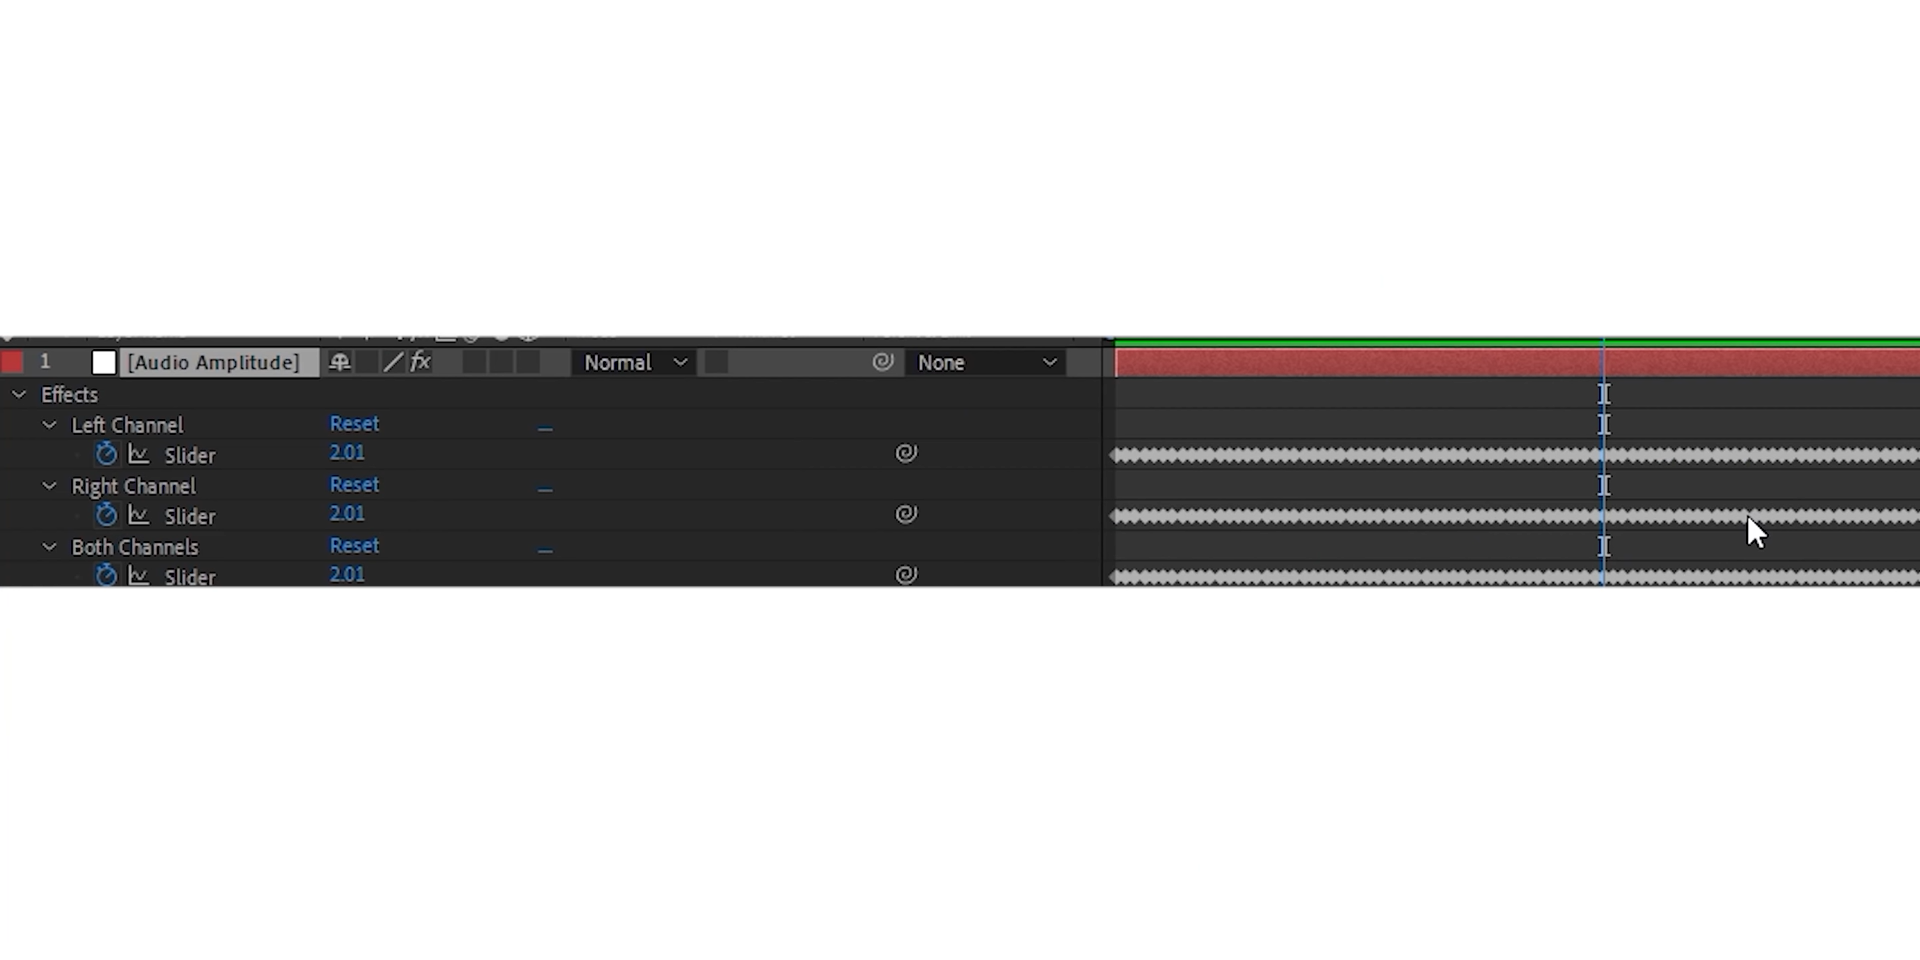 1 [Audio Amplitude] fx Normal None
Effects
Left Channel Reset
Slider 2.01
Right Channel Reset
Slider 2.01
Both Channels Reset
Slider 2.01